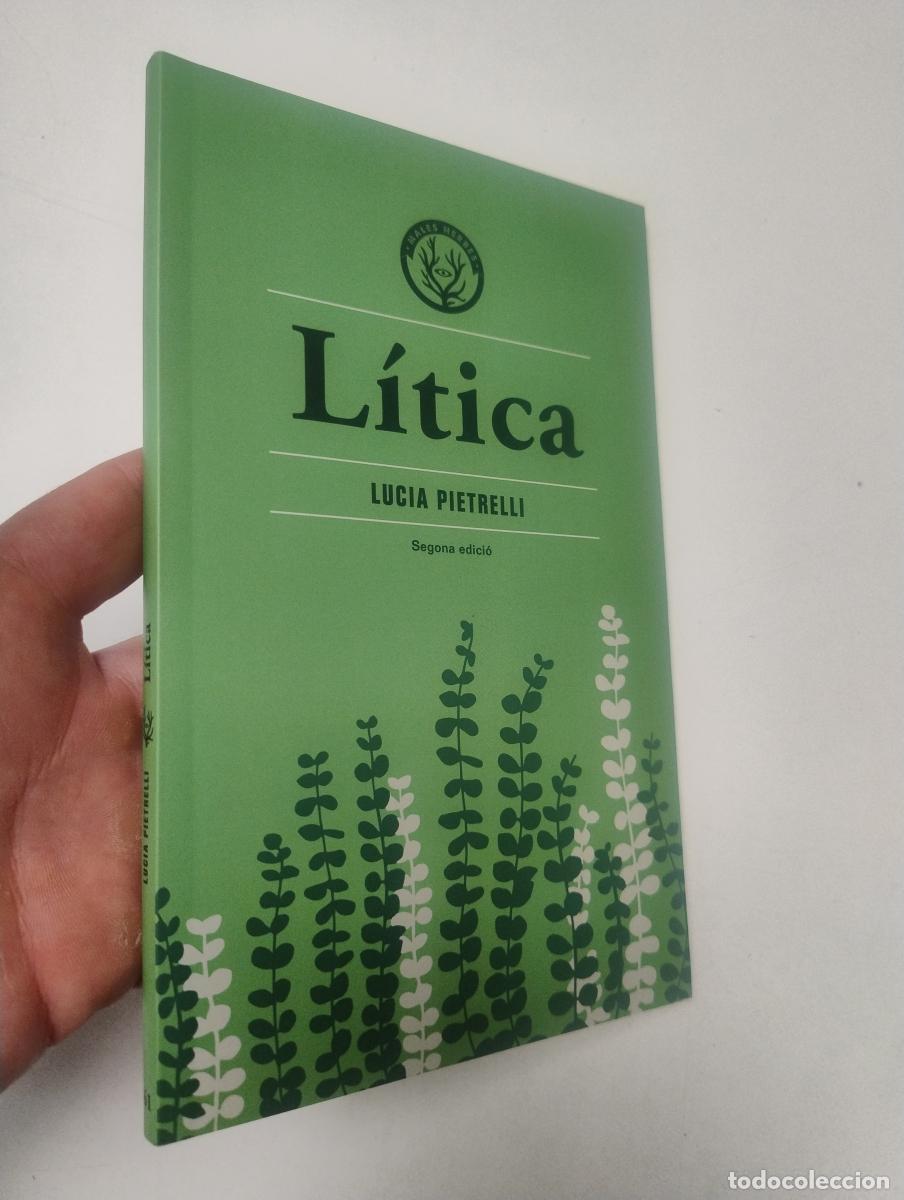 MALES HERBES
Lítica
LUCIA PIETRELLI
Segona edició
LUCIA PIETRELLI Lítica
todocoleccion